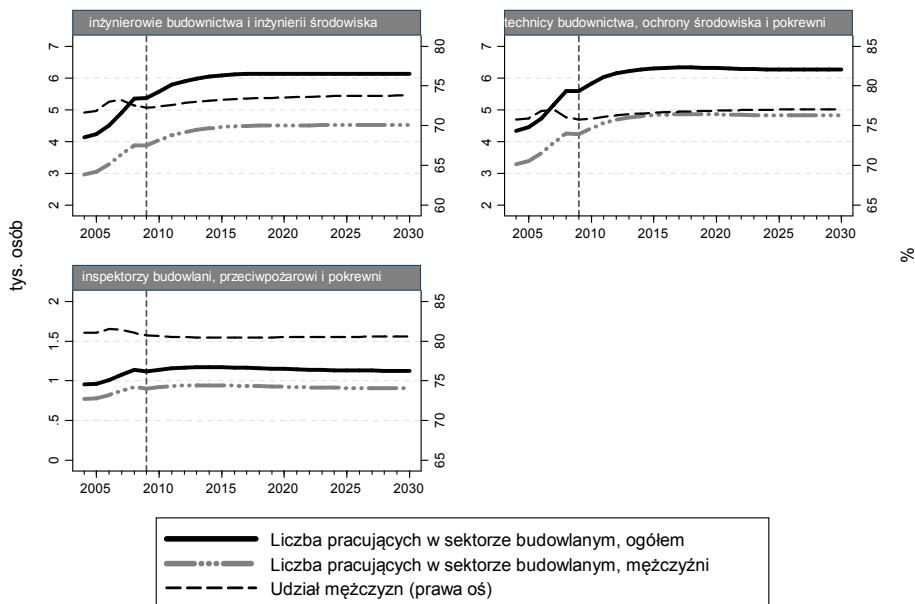 inżynierowie budownictwa i inżynierii środowiska
technicy budownictwa, ochrony środowiska i pokrewni
7 80 7 85
6 75 6 80
5 70 5 75
4 70
3 65 3
2 60 2 65
2005 2010 2015 2020 2025 2030
2005 2010 2015 2020 2025 2030
tys. osób
%
inspektorzy budowlani, przeciwpożarowi i pokrewni
2 85
1.5 80
1 75
.5 70
0 65
2005 2010 2015 2020 2025 2030
Liczba pracujących w sektorze budowlanym, ogółem
Liczba pracujących w sektorze budowlanym, mężczyźni
Udział mężczyzn (prawa oś)